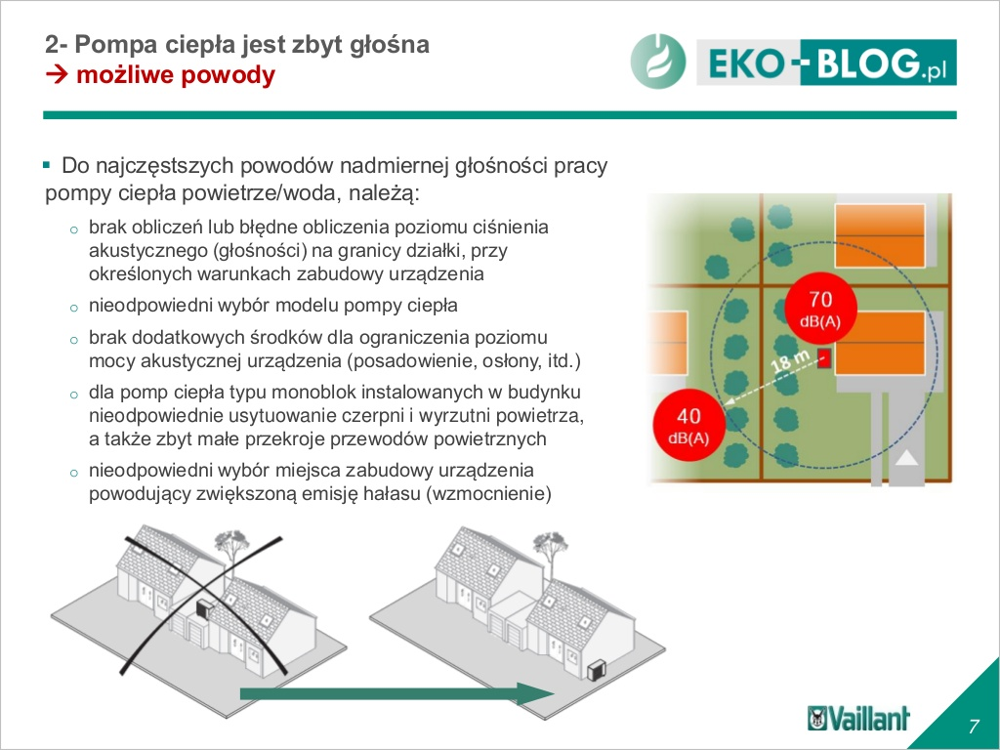 2- Pompa ciepła jest zbyt głośna
→ możliwe powody
EKO-BLOG.pl
▪ Do najczęstszych powodów nadmiernej głośności pracy
pompy ciepła powietrze/woda, należą:
o brak obliczeń lub błędne obliczenia poziomu ciśnienia
akustycznego (głośności) na granicy działki, przy
określonych warunkach zabudowy urządzenia
o nieodpowiedni wybór modelu pompy ciepła
o brak dodatkowych środków dla ograniczenia poziomu
mocy akustycznej urządzenia (posadowienie, osłony, itd.)
o dla pomp ciepła typu monoblok instalowanych w budynku
nieodpowiednie usytuowanie czerpni i wyrzutni powietrza,
a także zbyt małe przekroje przewodów powietrznych
o nieodpowiedni wybór miejsca zabudowy urządzenia
powodujący zwiększoną emisję hałasu (wzmocnienie)
70
dB(A)
18 m
40
dB(A)
Vaillant
7